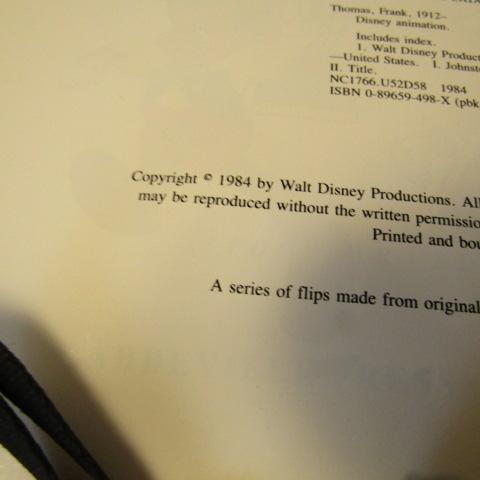 Thomas, Frank, 1912–
Disney animation.
Includes index.
1. Walt Disney Product
—United States. I. Johnst
II. Title.
NC1766.U52D58 1984
ISBN 0-89659-498-X (pbk
Copyright © 1984 by Walt Disney Productions. All
may be reproduced without the written permissio
Printed and bou
A series of flips made from original